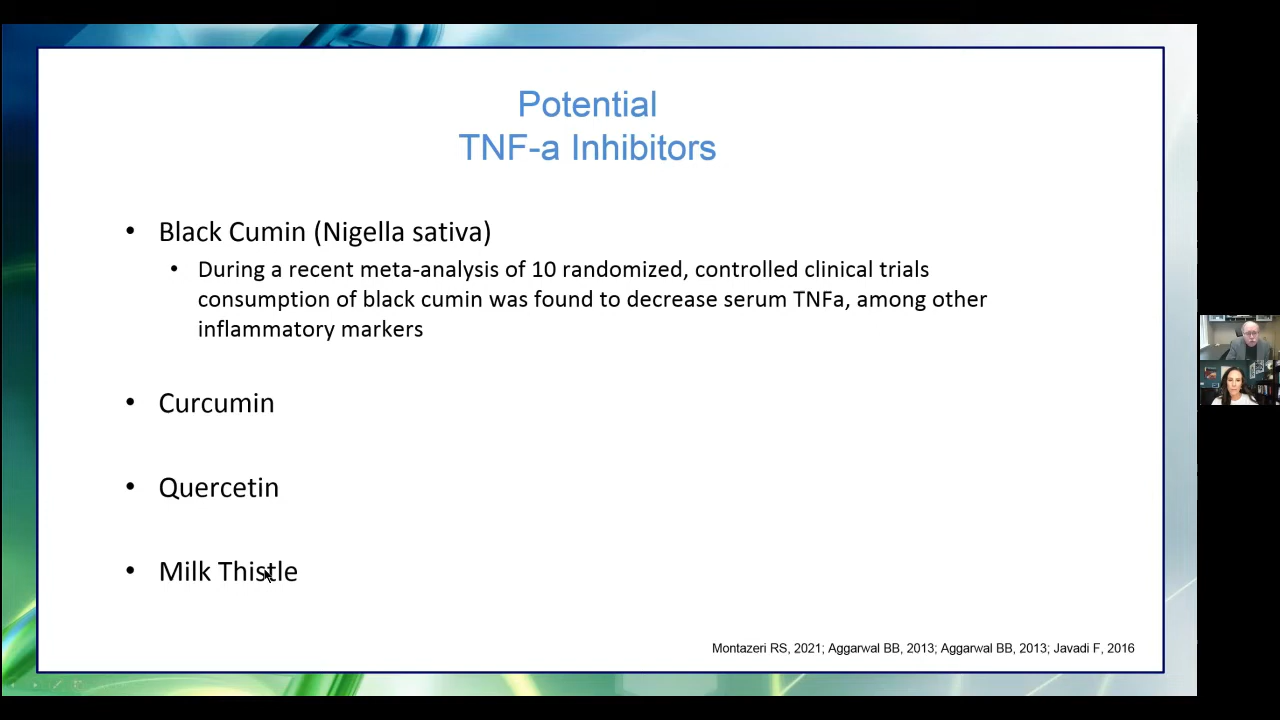 Potential
TNF-a Inhibitors
• Black Cumin (Nigella sativa)
• During a recent meta-analysis of 10 randomized, controlled clinical trials
consumption of black cumin was found to decrease serum TNFa, among other
inflammatory markers
• Curcumin
• Quercetin
• Milk Thistle
Montazeri RS, 2021; Aggarwal BB, 2013; Aggarwal BB, 2013; Javadi F, 2016